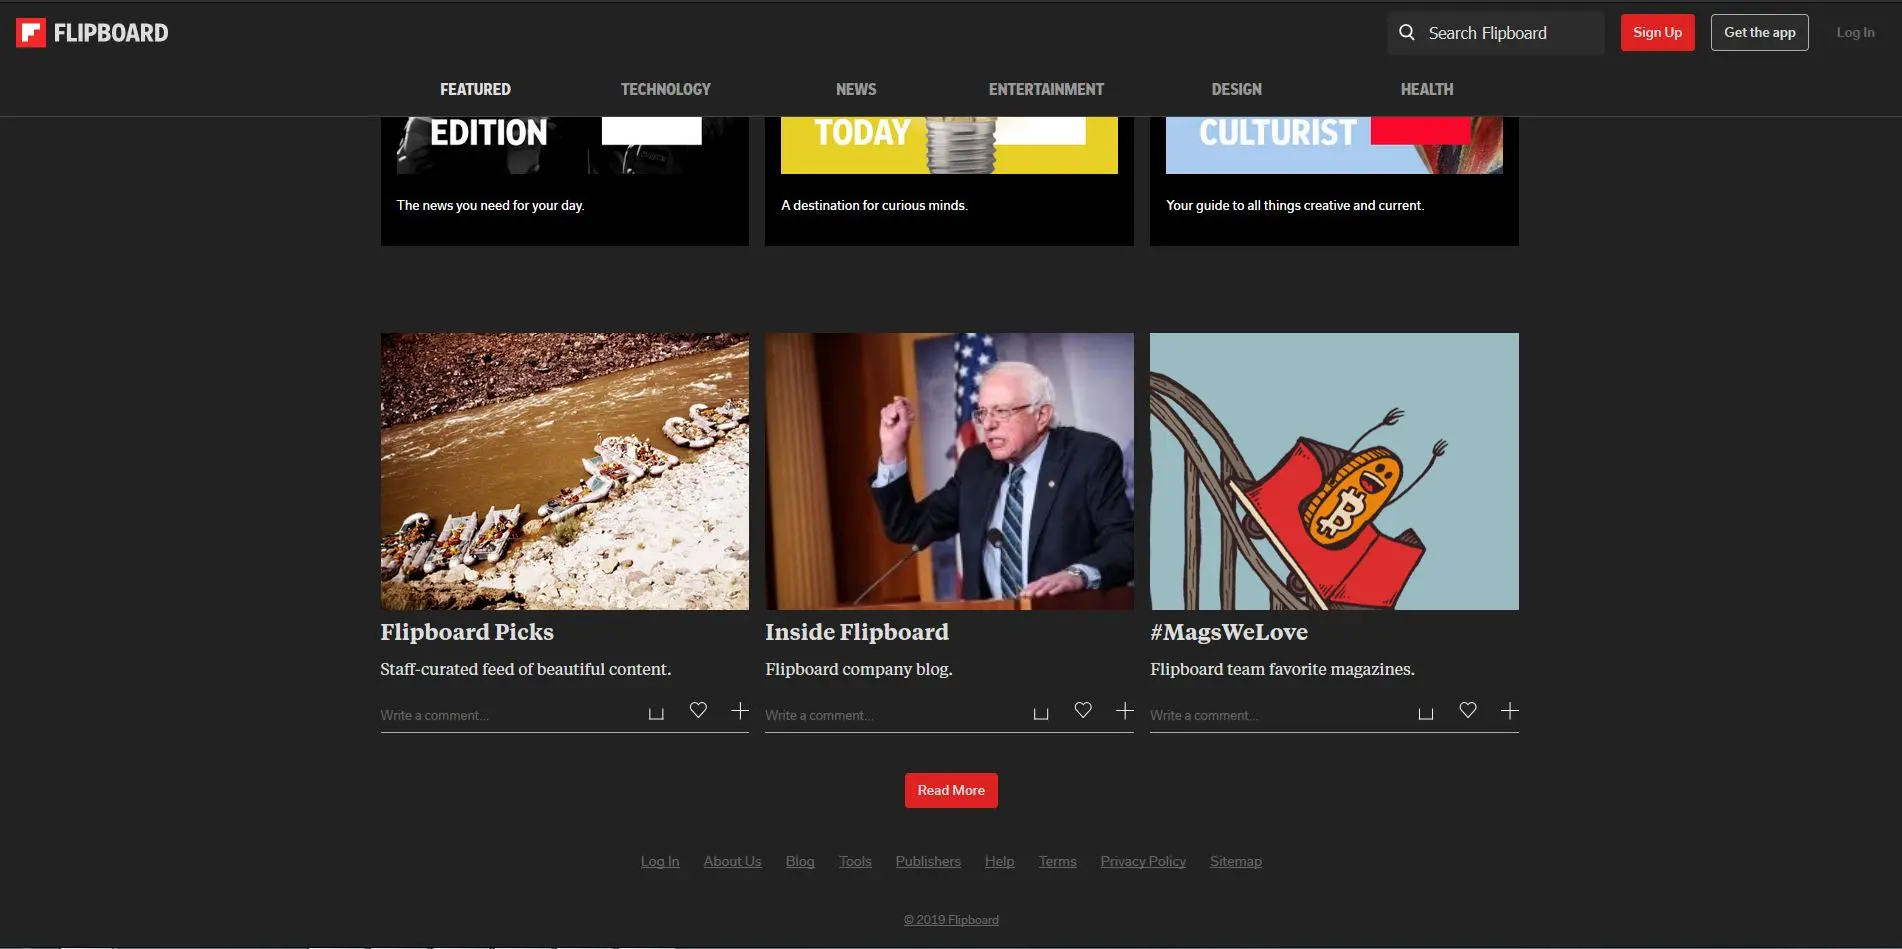 FLIPBOARD
Search Flipboard
Sign Up
Get the app
Log In
FEATURED
TECHNOLOGY
NEWS
ENTERTAINMENT
DESIGN
HEALTH
EDITION
TODAY
CULTURIST
The news you need for your day.
A destination for curious minds.
Your guide to all things creative and current.
Flipboard Picks
Staff-curated feed of beautiful content.
Write a comment...
Inside Flipboard
Flipboard company blog.
Write a comment...
#MagsWeLove
Flipboard team favorite magazines.
Write a comment...
Read More
Log In About Us Blog Tools Publishers Help Terms Privacy Policy Sitemap
© 2019 Flipboard